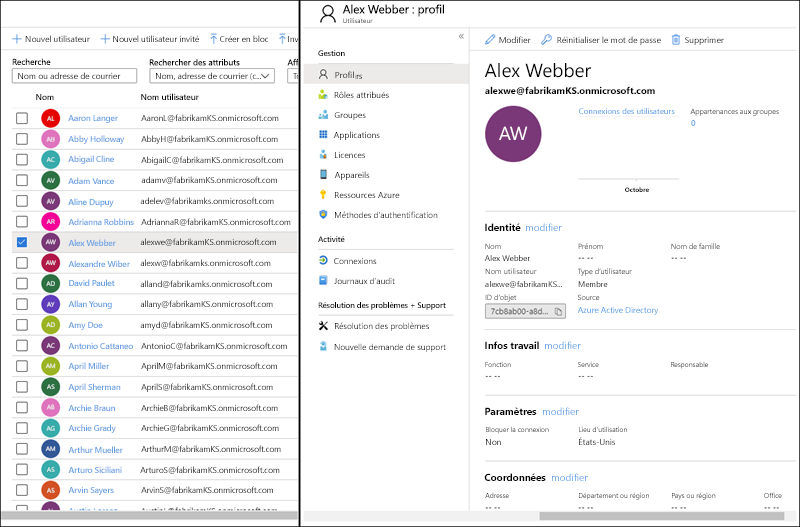 Nouvel utilisateur
Nouvel utilisateur invité
Créer en bloc
Inv
Recherche
Rechercher des attributs
Aff
Nom ou adresse de courrier
Nom, adresse de courrier (c...
To
Nom
Nom utilisateur
AL Aaron Langer AaronL@fabrikamKS.onmicrosoft.com
AB Abby Holloway AbbyH@fabrikamKS.onmicrosoft.com
AC Abigail Cline AbigailC@fabrikamKS.onmicrosoft.com
AV Adam Vance adamv@fabrikamKS.onmicrosoft.com
AV Aline Dupuy adelev@fabrikamks.onmicrosoft.com
AR Adrianna Robbins AdriannaR@fabrikamKS.onmicrosoft.com
AW Alex Webber alexwe@fabrikamKS.onmicrosoft.com
AW Alexandre Wiber alexw@fabrikamks.onmicrosoft.com
AD David Paulet alland@fabrikamks.onmicrosoft.com
AY Allan Young allany@fabrikamKS.onmicrosoft.com
AD Amy Doe amyd@fabrikamKS.onmicrosoft.com
AC Antonio Cattaneo AntonioC@fabrikamKS.onmicrosoft.com
AM April Miller AprilM@fabrikamKS.onmicrosoft.com
AS April Sherman AprilS@fabrikamKS.onmicrosoft.com
AB Archie Braun ArchieB@fabrikamKS.onmicrosoft.com
AG Archie Grady ArchieG@fabrikamKS.onmicrosoft.com
AM Arthur Mueller ArthurM@fabrikamKS.onmicrosoft.com
AS Arturo Siciliani ArturoS@fabrikamKS.onmicrosoft.com
AS Arvin Sayers ArvinS@fabrikamKS.onmicrosoft.com
Alex Webber : profil
Utilisateur
«
Gestion
Profil.rs
Rôles attribués
Groupes
Applications
Licences
Appareils
Ressources Azure
Méthodes d'authentification
Activité
Connexions
Journaux d'audit
Résolution des problèmes + Support
Résolution des problèmes
Nouvelle demande de support
Modifier
Réinitialiser le mot de passe
Supprimer
Alex Webber
alexwe@fabrikamKS.onmicrosoft.com
AW
Connexions des utilisateurs
Appartenances aux groupes
0
Octobre
Identité modifier
Nom
Prénom
Nom de famille
Alex Webber
-- --
-- --
Nom utilisateur
Type d'utilisateur
alexwe@fabrikamKS...
Membre
ID d'objet
Source
7cb8ab00-a8d...
Azure Active Directory
Infos travail modifier
Fonction
Service
Responsable
-- --
-- --
Paramètres modifier
Bloquer la connexion
Lieu d'utilisation
Non
États-Unis
Coordonnées modifier
Adresse
Département ou région
Pays ou région
Office